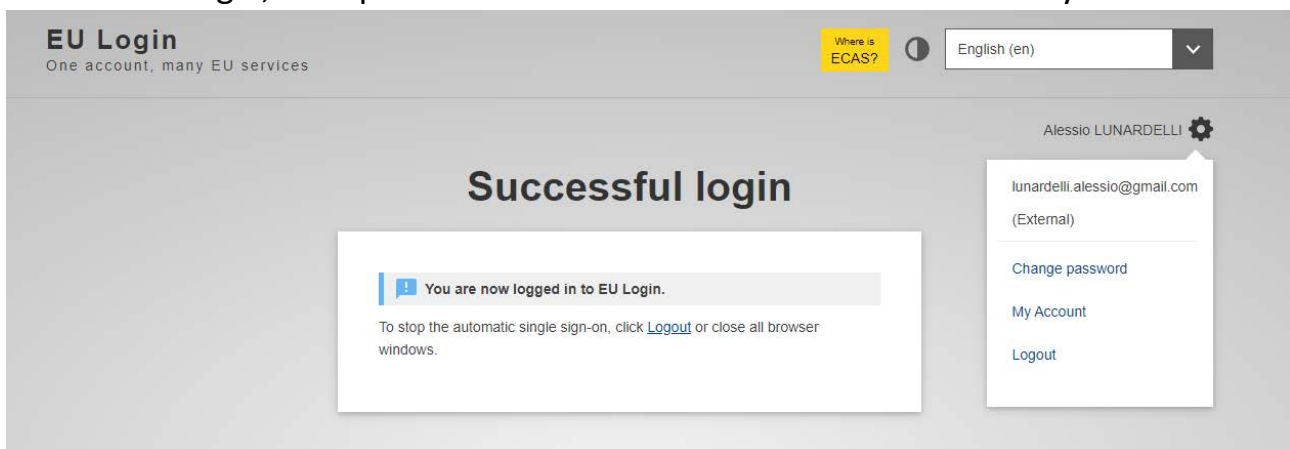 EU Login
One account, many EU services
Where is
ECAS?
English (en)
Alessio LUNARDELLI
Successful login
lunardelli.alessio@gmail.com
(External)
You are now logged in to EU Login.
Change password
To stop the automatic single sign-on, click Logout or close all browser
windows.
My Account
Logout